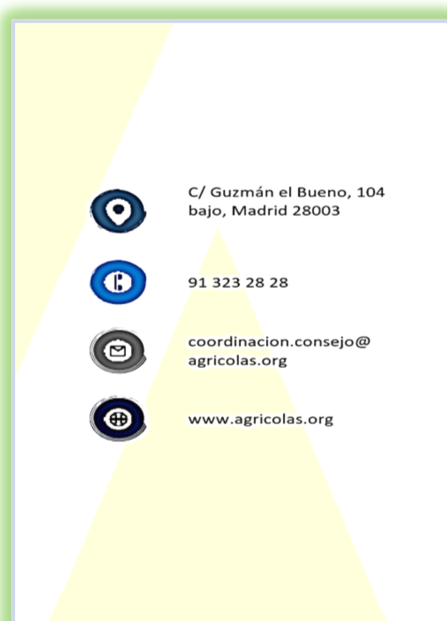 C/ Guzmán el Bueno, 104
bajo, Madrid 28003
91 323 28 28
coordinacion.consejo@
agricolas.org
www.agricolas.org